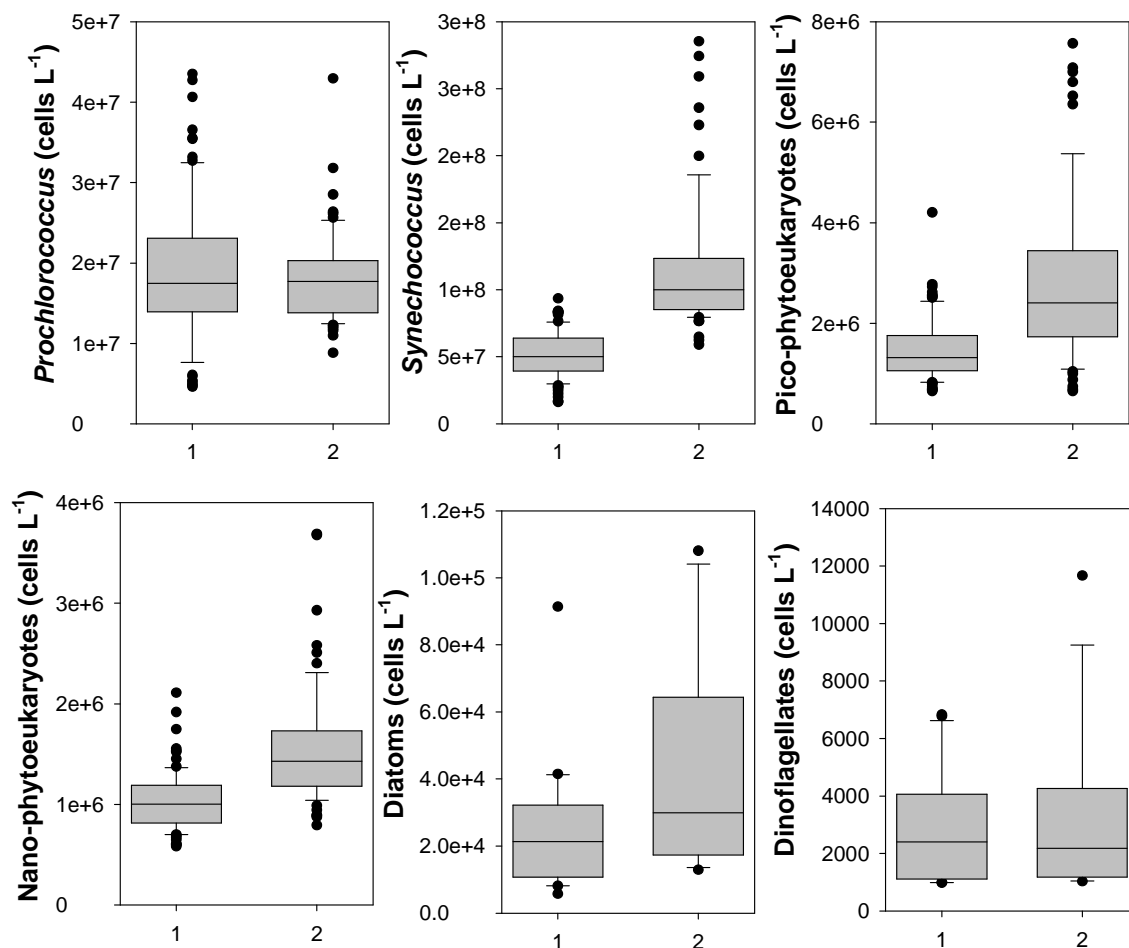 Prochlorococcus (cells L-1)
5e+7
4e+7
3e+7
2e+7
1e+7
0
1
2
Synechococcus (cells L-1)
3e+8
3e+8
2e+8
2e+8
1e+8
5e+7
0
1
2
Pico-phytoeukaryotes (cells L-1)
8e+6
6e+6
4e+6
2e+6
0
1
2
Nano-phytoeukaryotes (cells L-1)
4e+6
3e+6
2e+6
1e+6
0
1
2
Diatoms (cells L-1)
1.2e+5
1.0e+5
8.0e+4
6.0e+4
4.0e+4
2.0e+4
0.0
1
2
Dinoflagellates (cells L-1)
14000
12000
10000
8000
6000
4000
2000
0
1
2